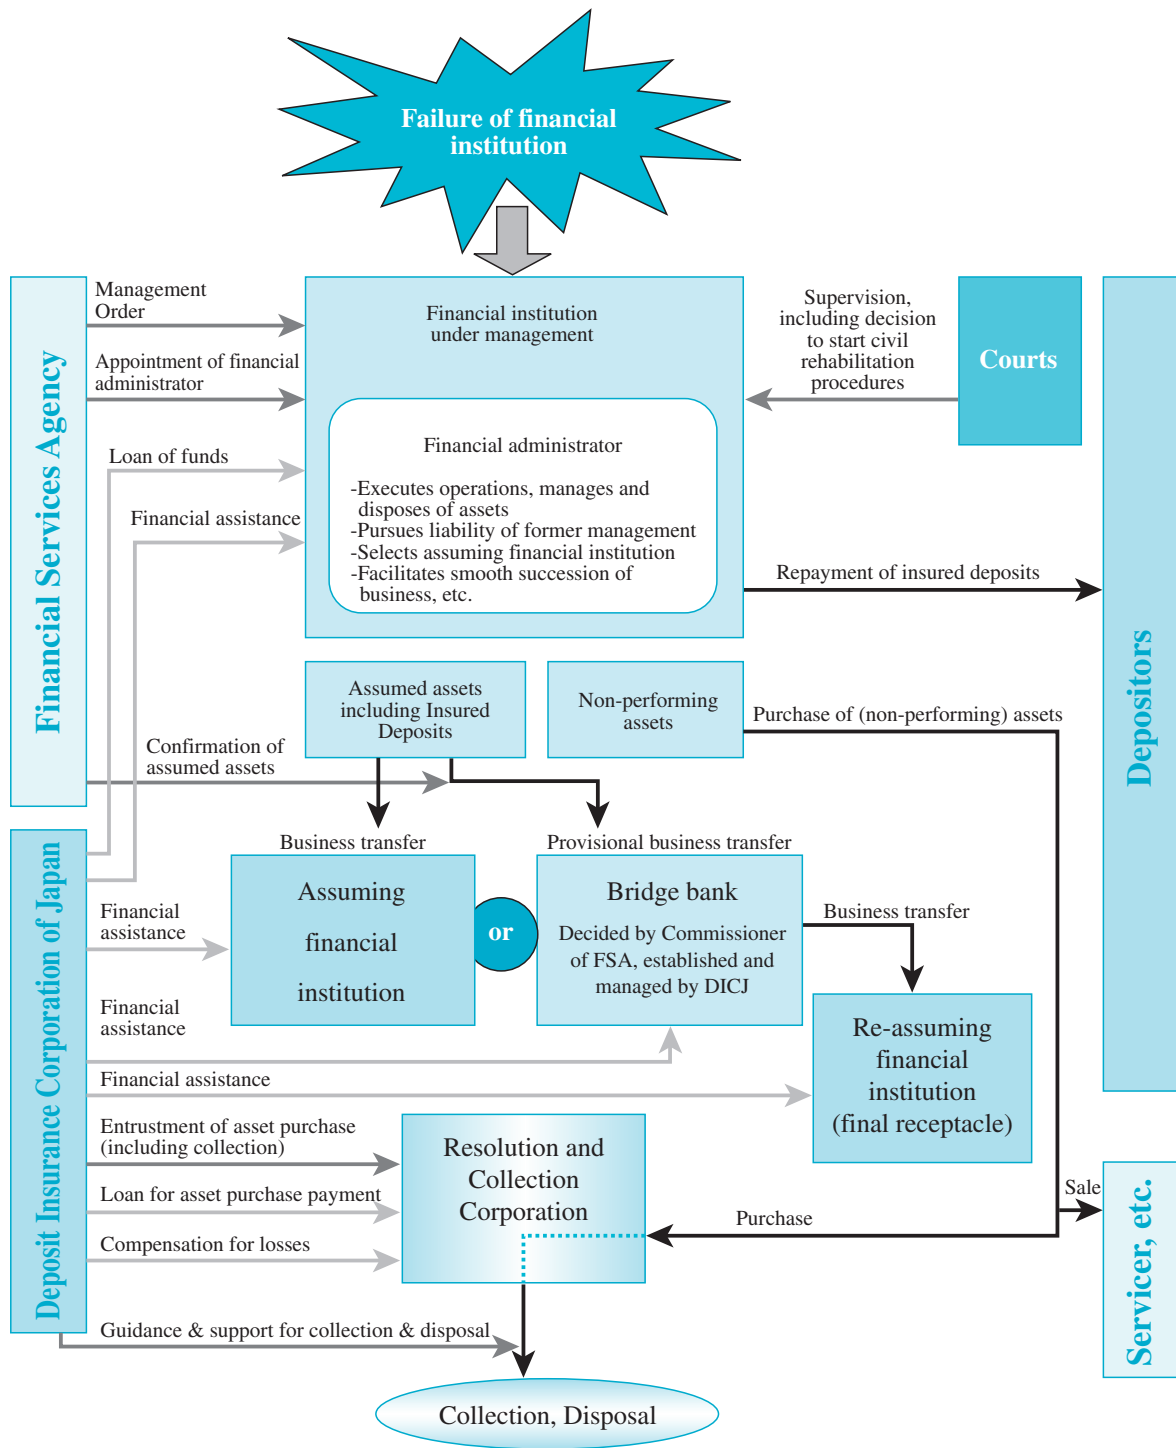 Failure of financial
institution
Financial Services Agency
Management
Order
Appointment of financial
administrator
Loan of funds
Financial assistance
Financial institution
under management
Financial administrator
-Executes operations, manages and
disposes of assets
-Pursues liability of former management
-Selects assuming financial institution
-Facilitates smooth succession of
business, etc.
Supervision,
including decision
to start civil
rehabilitation
procedures
Courts
Depositors
Repayment of insured deposits
Assumed assets
including Insured
Deposits
Non-performing
assets
Purchase of (non-performing) assets
Confirmation of
assumed assets
Deposit Insurance Corporation of Japan
Business transfer
Provisional business transfer
Assuming
financial
institution
or
Bridge bank
Decided by Commissioner
of FSA, established and
managed by DICJ
Business transfer
Financial
assistance
Financial
assistance
Financial assistance
Re-assuming
financial
institution
(final receptacle)
Entrustment of asset purchase
(including collection)
Loan for asset purchase payment
Compensation for losses
Resolution and
Collection
Corporation
Purchase
Sale
Servicer, etc.
Guidance & support for collection & disposal
Collection, Disposal